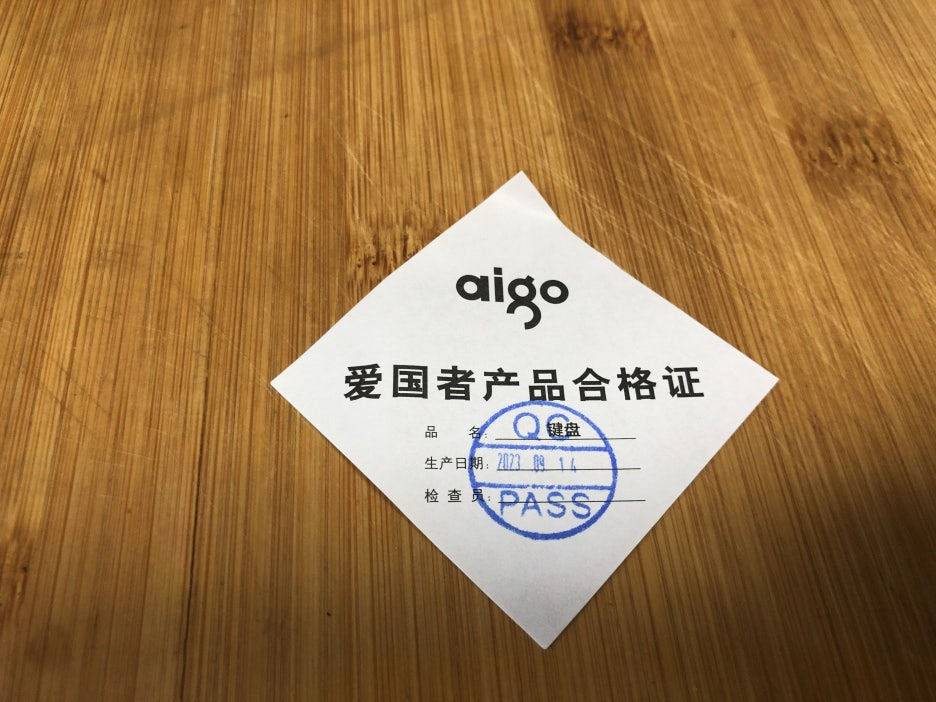 aigo
爱国者产品合格证
品 名: 键盘
QC
生产日期: 2023 09 14
检 查 员:
PASS